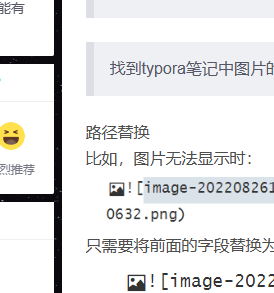 能有
找到typora笔记中图片的
烈推荐
路径替换
比如，图片无法显示时：
![image-202208261
0632.png)
只需要将前面的字段替换为
![image-2022